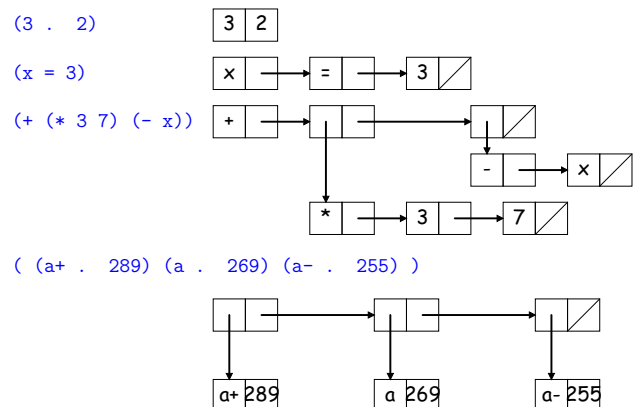 (3 . 2) 3 2
(x = 3) x = 3
(+ (* 3 7) (- x)) +
- x
* 3 7
( (a+ . 289) (a . 269) (a- . 255) )
a+ 289 a 269 a- 255